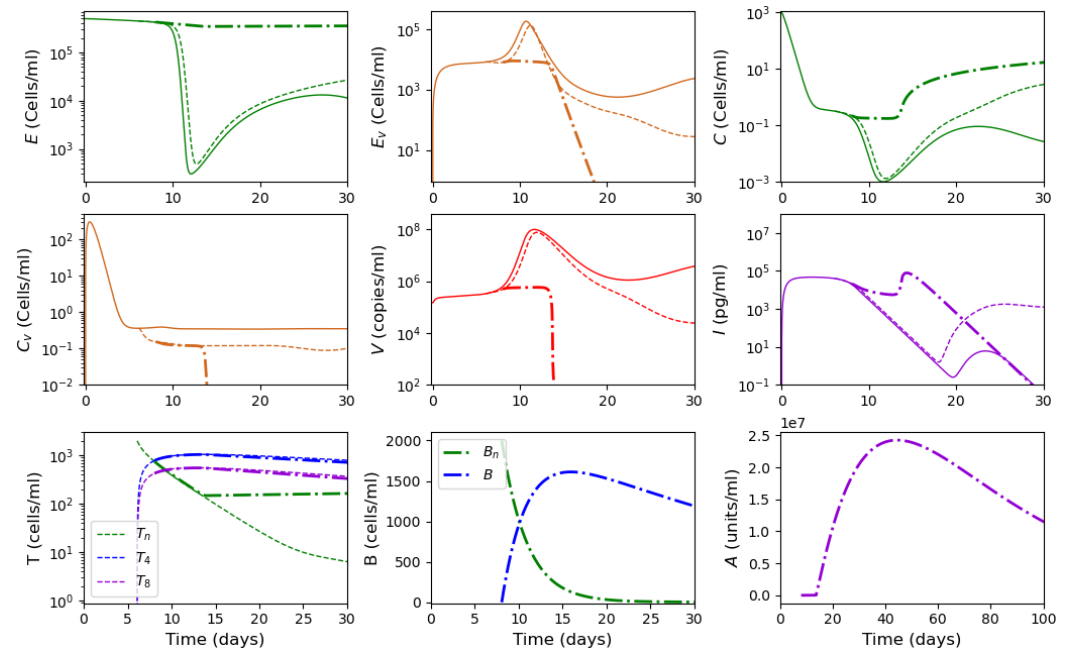 E (Cells/ml)
10^5
10^4
10^3
0 10 20 30
E_v (Cells/ml)
10^5
10^3
10^1
0 10 20 30
C (Cells/ml)
10^3
10^1
10^-1
10^-3
0 10 20 30
C_v (Cells/ml)
10^2
10^1
10^0
10^-1
10^-2
0 10 20 30
V (copies/ml)
10^8
10^6
10^4
10^2
0 10 20 30
I (pg/ml)
10^7
10^5
10^3
10^1
10^-1
0 20 40 60 80 100
T (cells/ml)
10^3
10^2
10^1
10^0
T_n
T_4
T_8
0 5 10 15 20 25 30
Time (days)
B (cells/ml)
2000
1500
1000
500
0
B_n
B
0 5 10 15 20 25 30
Time (days)
1e7
A (units/ml)
2.5
2.0
1.5
1.0
0.5
0.0
0 20 40 60 80 100
Time (days)